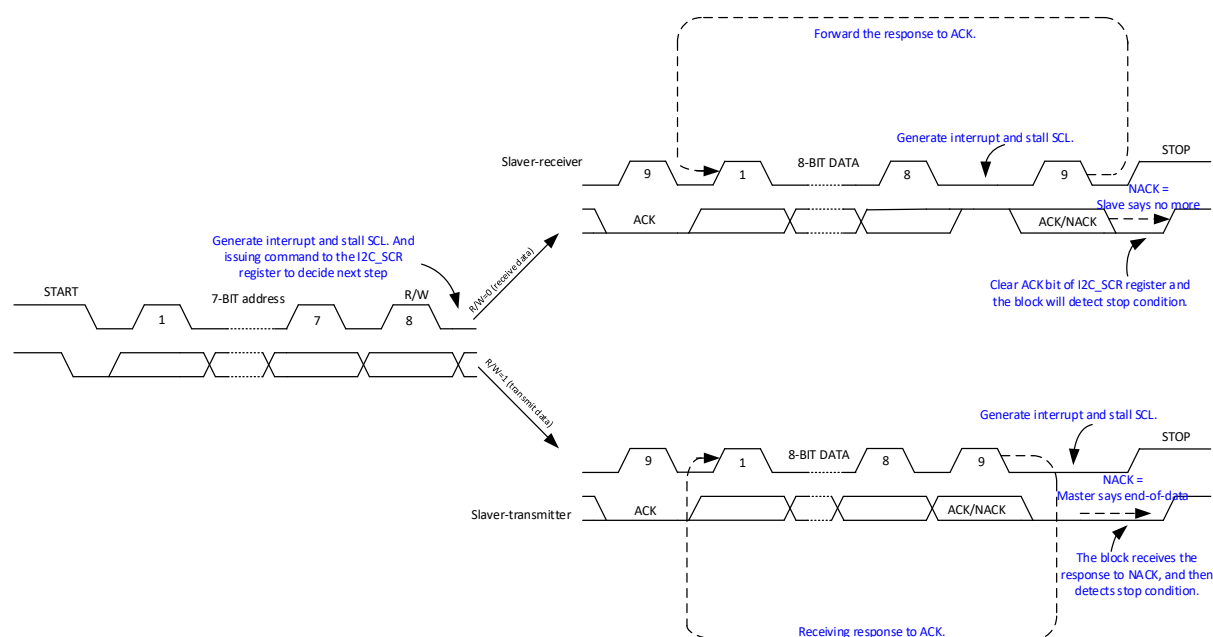 Forward the response to ACK.
Generate interrupt and stall SCL.
STOP
Slaver-receiver
8-BIT DATA
9
1
8
9
NACK =
Slave says no more
ACK
ACK/NACK
Generate interrupt and stall SCL. And
issuing command to the I2C_SCR
register to decide next step
R/W=0 (receive data)
Clear ACK bit of I2C_SCR register and
the block will detect stop condition.
START
7-BIT address
R/W
1
7
8
R/W=1 (transmit data)
Generate interrupt and stall SCL.
STOP
8-BIT DATA
9
1
8
9
NACK =
Master says end-of-data
Slaver-transmitter
ACK
ACK/NACK
The block receives the
response to NACK, and then
detects stop condition.
Receiving response to ACK.